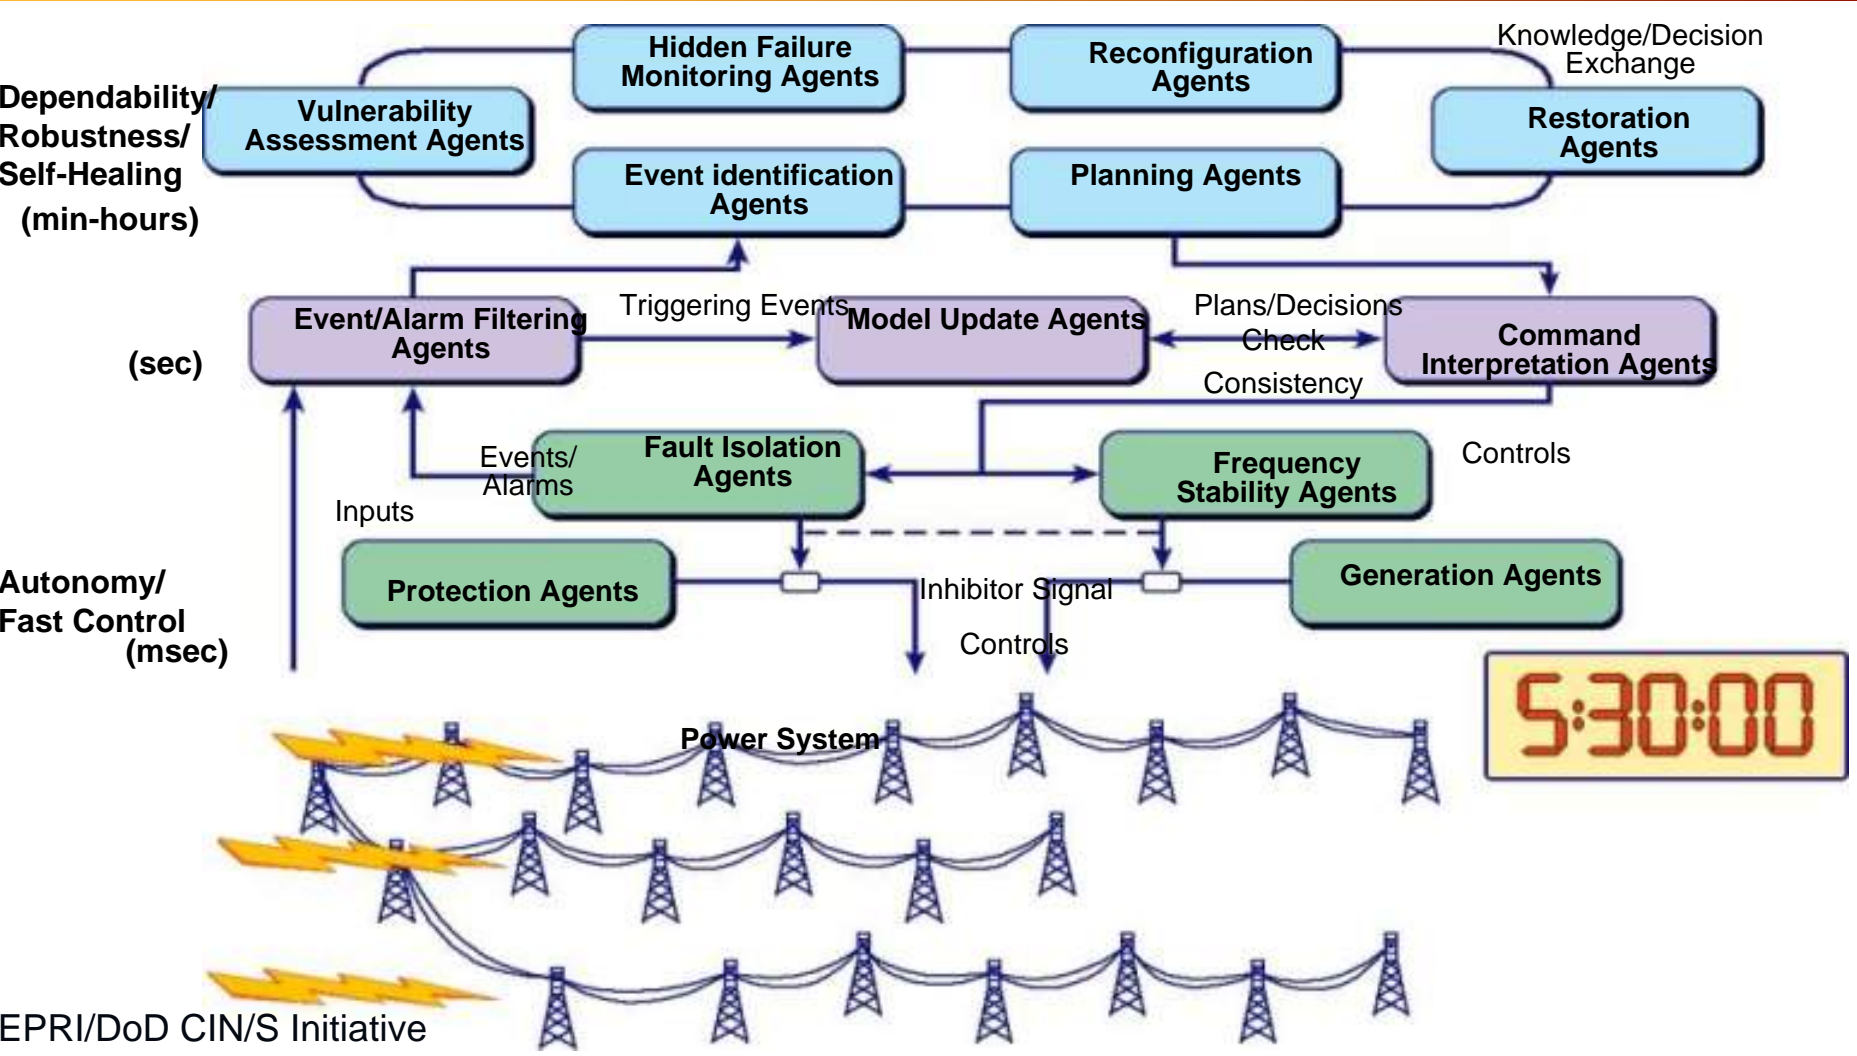 Knowledge/Decision
Exchange
Hidden Failure
Monitoring Agents
Reconfiguration
Agents
Dependability/
Robustness/
Self-Healing
(min-hours)
Vulnerability
Assessment Agents
Restoration
Agents
Event identification
Agents
Planning Agents
Event/Alarm Filtering
Agents
Triggering Events
Model Update Agents
Plans/Decisions
Check
Consistency
Command
Interpretation Agents
(sec)
Events/
Alarms
Fault Isolation
Agents
Frequency
Stability Agents
Controls
Inputs
Autonomy/
Fast Control
(msec)
Protection Agents
Inhibitor Signal
Generation Agents
Controls
Power System
5:30:00
EPRI/DoD CIN/S Initiative